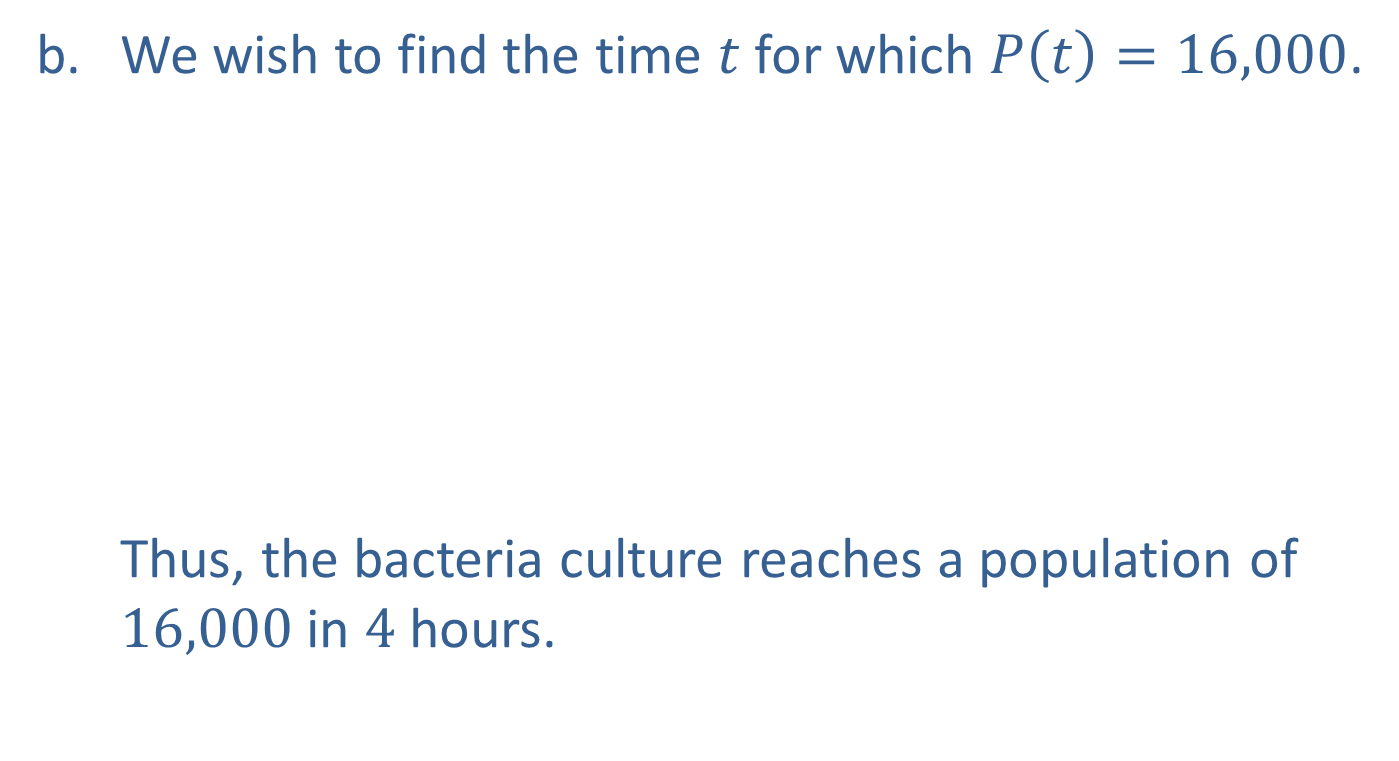 b. We wish to find the time t for which P(t) = 16,000.
Thus, the bacteria culture reaches a population of
16,000 in 4 hours.